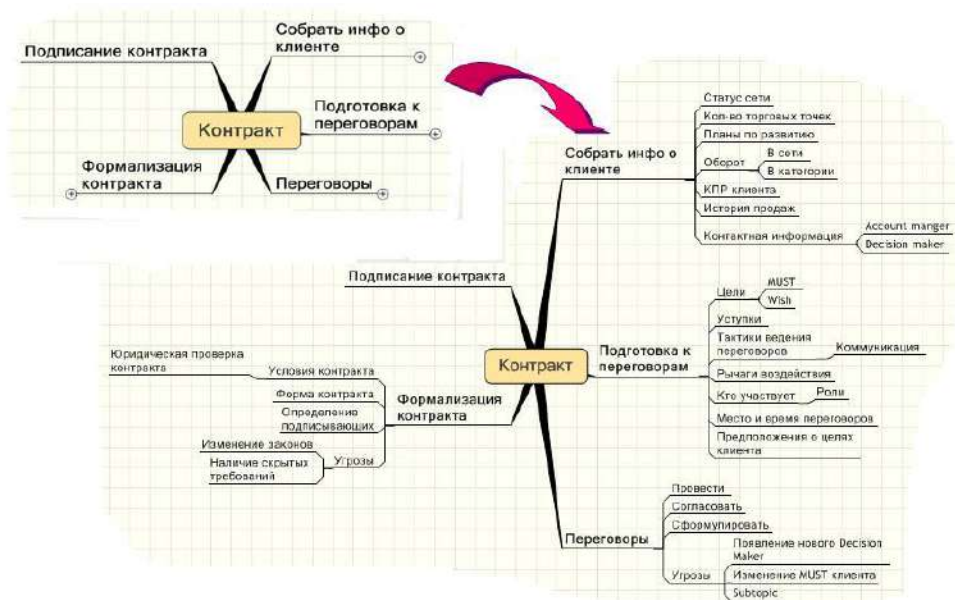 Собрать инфо о
клиенте
Подписание контракта
Подготовка к
переговорам
Контракт
Формализация
контракта
Переговоры
Собрать инфо о
клиенте
Статус сети
Кол-во торговых точек
Планы по развитию
Оборот
В сети
В категории
КПР клиента
История продаж
Контактная информация
Account manger
Decision maker
Подписание контракта
Контракт
Подготовка к
переговорам
Цели
MUST
Wish
Уступки
Тактики ведения
переговоров
Коммуникация
Рычаги воздействия
Кто участвует
Роли
Место и время переговоров
Предположения о целях
клиента
Формализация
контракта
Юридическая проверка
контракта
Условия контракта
Форма контракта
Определение
подписывающих
Изменение законов
Наличие скрытых
требований
Угрозы
Переговоры
Провести
Согласовать
Сформулировать
Угрозы
Появление нового Decision
Maker
Изменение MUST клиента
Subtopic